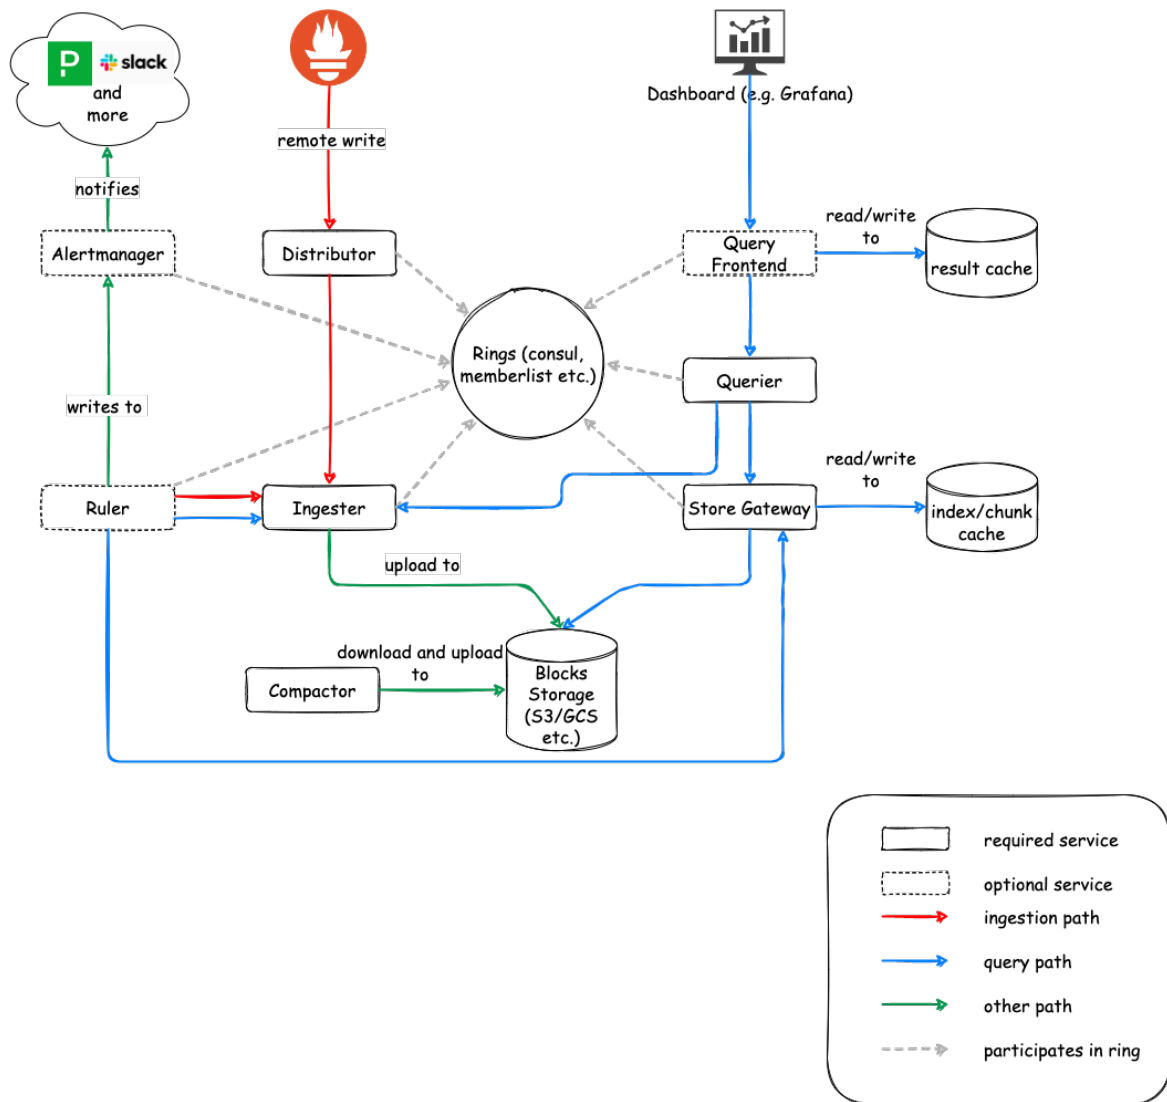 P
slack
and
more
Dashboard (e.g. Grafana)
remote write
notifies
read/write
to
Alertmanager
Distributor
Query
Frontend
result cache
Rings (consul,
memberlist etc.)
Querier
writes to
read/write
to
Ruler
Ingester
Store Gateway
index/chunk
cache
upload to
download and upload
to
Compactor
Blocks
Storage
(S3/GCS
etc.)
required service
optional service
ingestion path
query path
other path
participates in ring